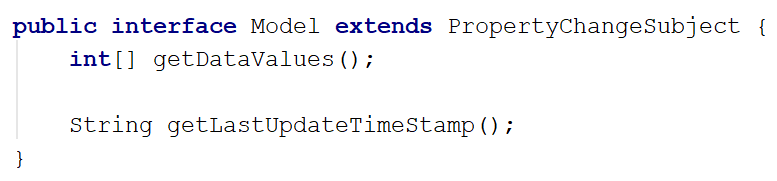 public interface Model extends PropertyChangeSubject {
    int[] getDataValues();
    String getLastUpdateTimeStamp();
}